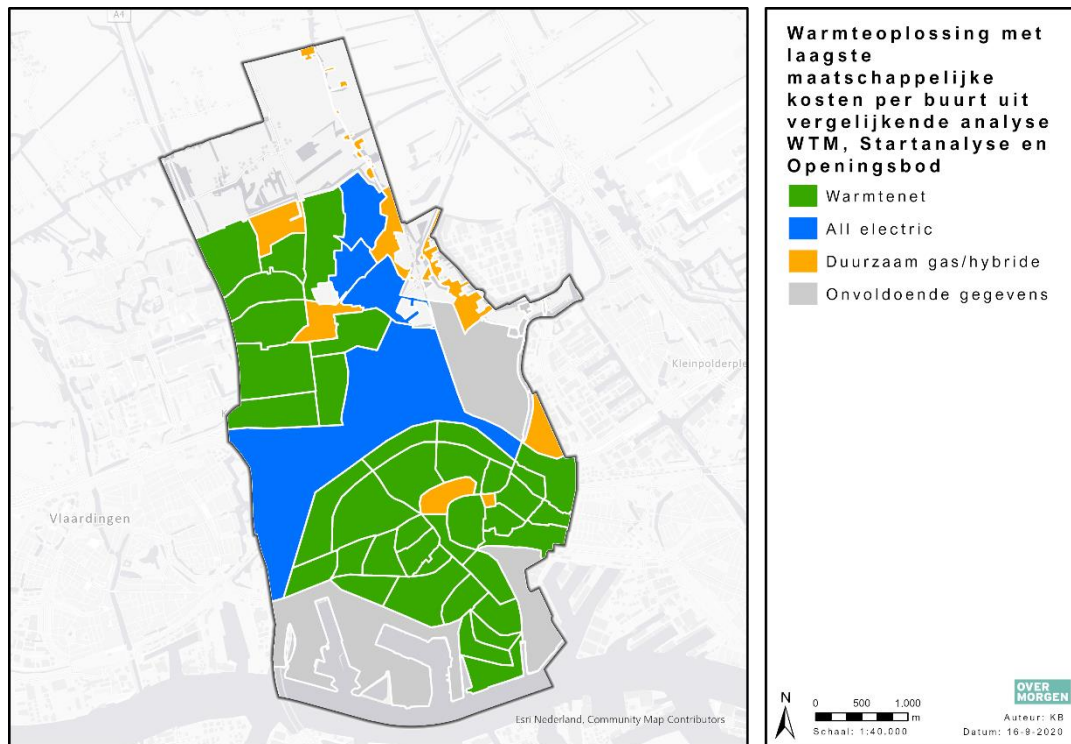 A4
Kleinpolderple
Vlaardingen
Esri Nederland, Community Map Contributors
Warmteoplossing met
laagste
maatschappelijke
kosten per buurt uit
vergelijkende analyse
WTM, Startanalyse en
Openingsbod
Warmtenet
All electric
Duurzaam gas/hybride
Onvoldoende gegevens
N
0 500 1.000
m
Schaal: 1:40.000
OVER
MORGEN
Auteur: KB
Datum: 16-9-2020